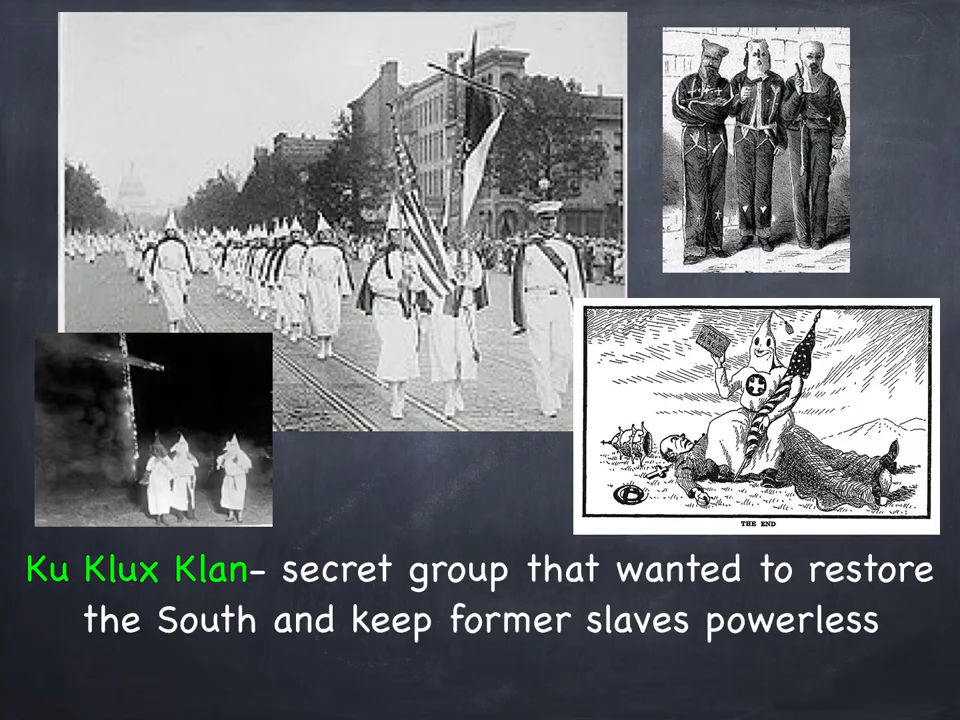 THE END
Ku Klux Klan- secret group that wanted to restore
the South and keep former slaves powerless